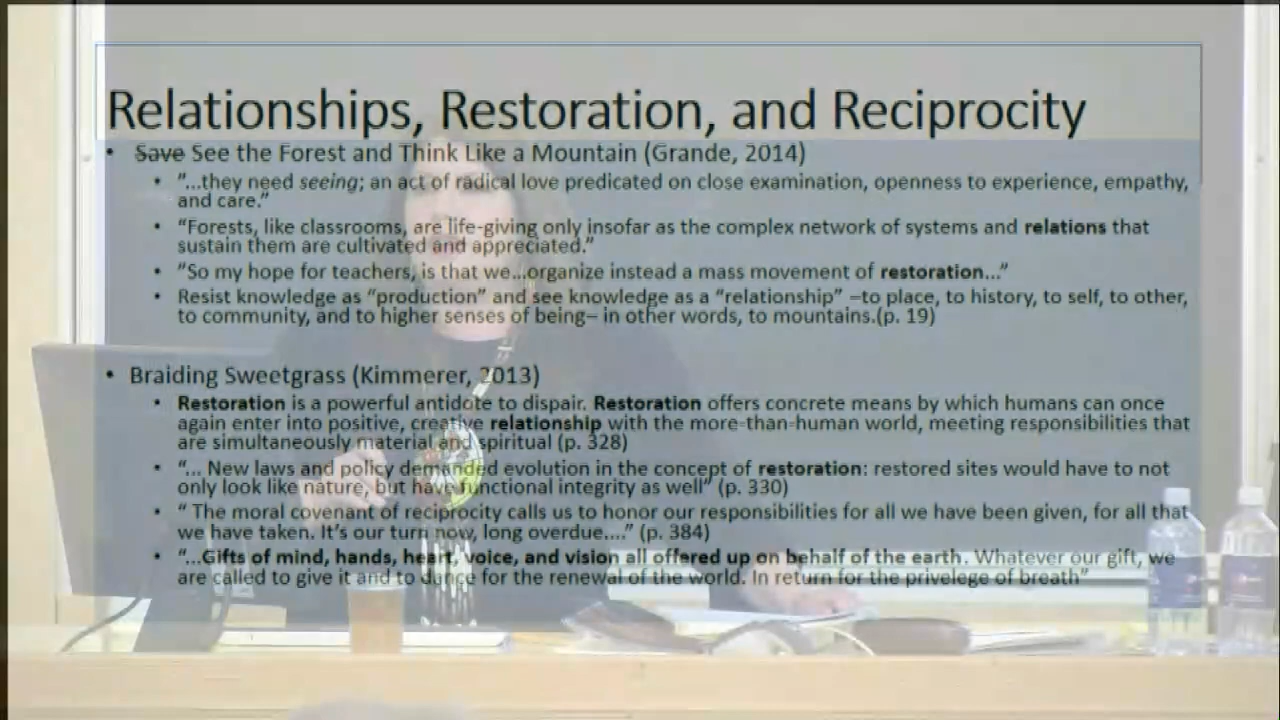 Relationships, Restoration, and Reciprocity
• Save See the Forest and Think Like a Mountain (Grande, 2014)
• "...they need seeing; an act of radical love predicated on close examination, openness to experience, empathy,
and care."
• "Forests, like classrooms, are life-giving only insofar as the complex network of systems and relations that
sustain them are cultivated and appreciated."
• "So my hope for teachers, is that we...organize instead a mass movement of restoration..."
• Resist knowledge as "production" and see knowledge as a "relationship" –to place, to history, to self, to other,
to community, and to higher senses of being– in other words, to mountains.(p. 19)
• Braiding Sweetgrass (Kimmerer, 2013)
• Restoration is a powerful antidote to despair. Restoration offers concrete means by which humans can once
again enter into positive, creative relationship with the more-than-human world, meeting responsibilities that
are simultaneously material and spiritual (p. 328)
• "... New laws and policy demanded evolution in the concept of restoration: restored sites would have to not
only look like nature, but have functional integrity as well" (p. 330)
• " The moral covenant of reciprocity calls us to honor our responsibilities for all we have been given, for all that
we have taken. It's our turn now, long overdue...." (p. 384)
• "...Gifts of mind, hands, heart, voice, and vision all offered up on behalf of the earth. Whatever our gift, we
are called to give it and to dance for the renewal of the world. In return for the privelege of breath"